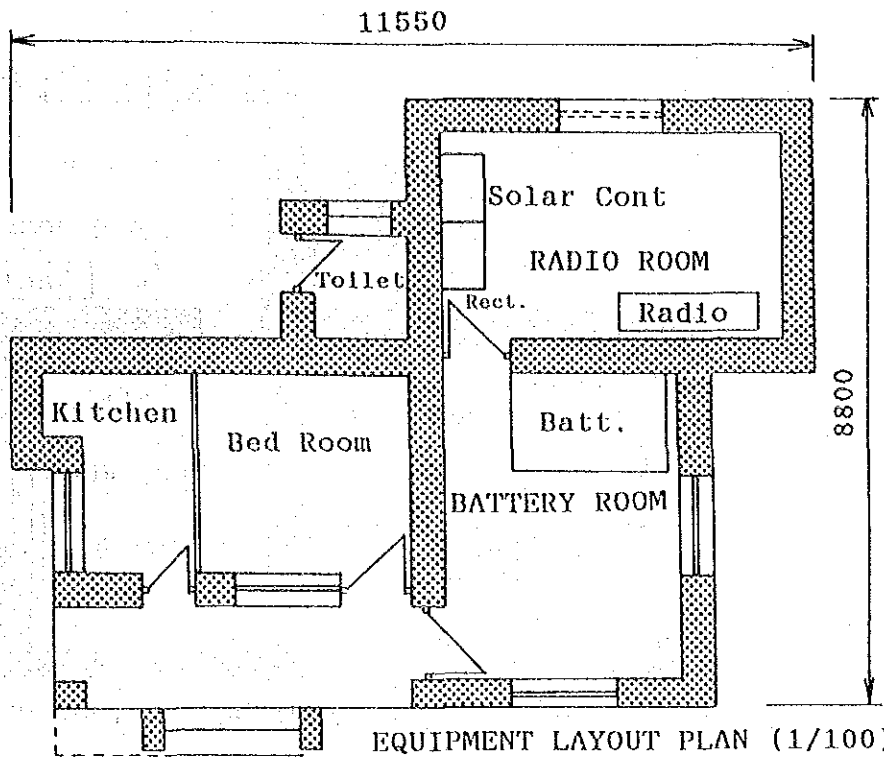 11550
Solar Cont
RADIO ROOM
Toilet
Rect.
Radio
Kitchen
Bed Room
Batt.
8800
BATTERY ROOM
EQUIPMENT LAYOUT PLAN (1/100)